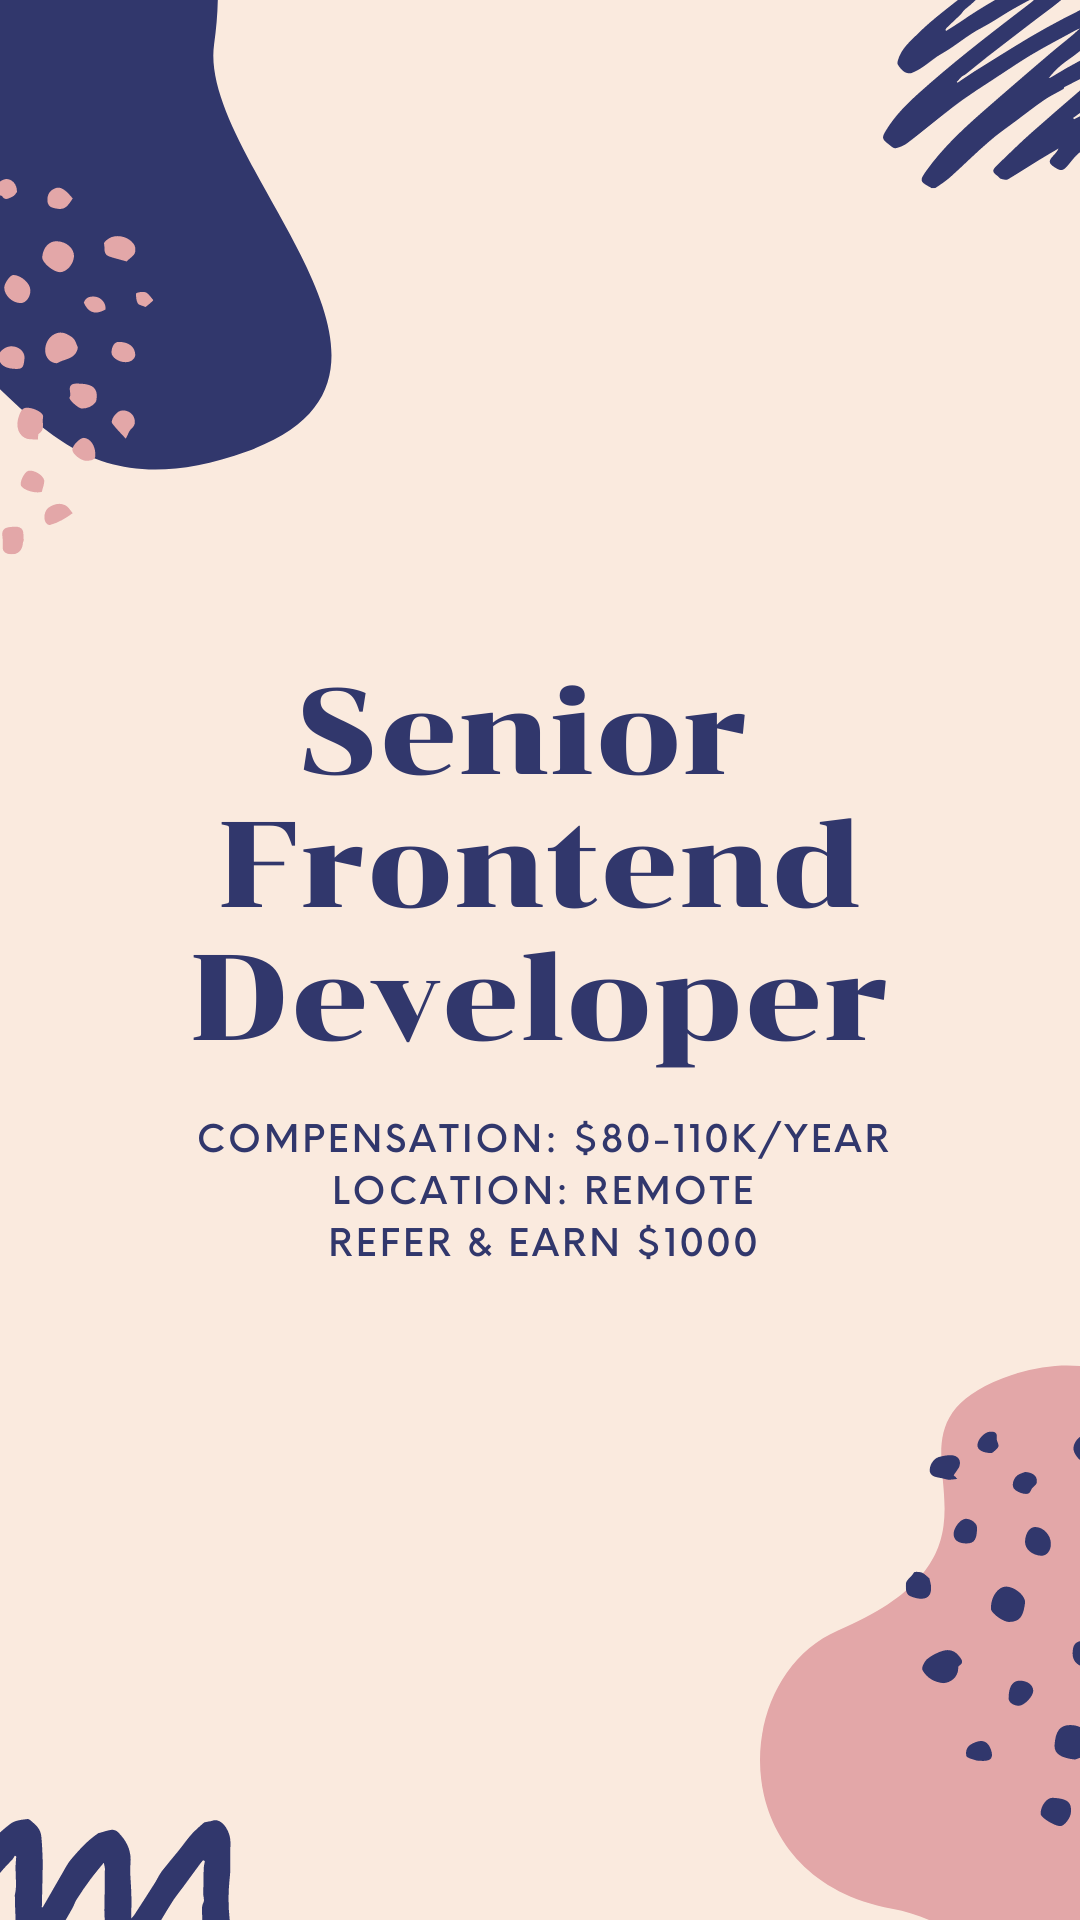 Senior
Frontend
Developer
COMPENSATION: $80-110K/YEAR
LOCATION: REMOTE
REFER & EARN $1000